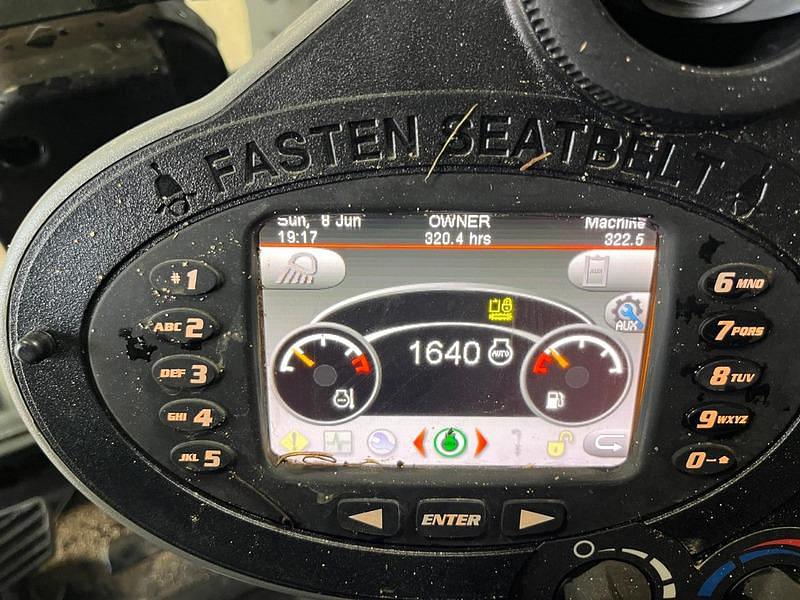 FASTEN SEATBELT
Sun, 8 Jun OWNER Machine
19:17 320.4 hrs 322.5
AUX
1640 AUTO
#1
ABC 2
DEF 3
GHI 4
JKL 5
6 MNO
7 PQRS
8 TUV
9 WXYZ
0
ENTER